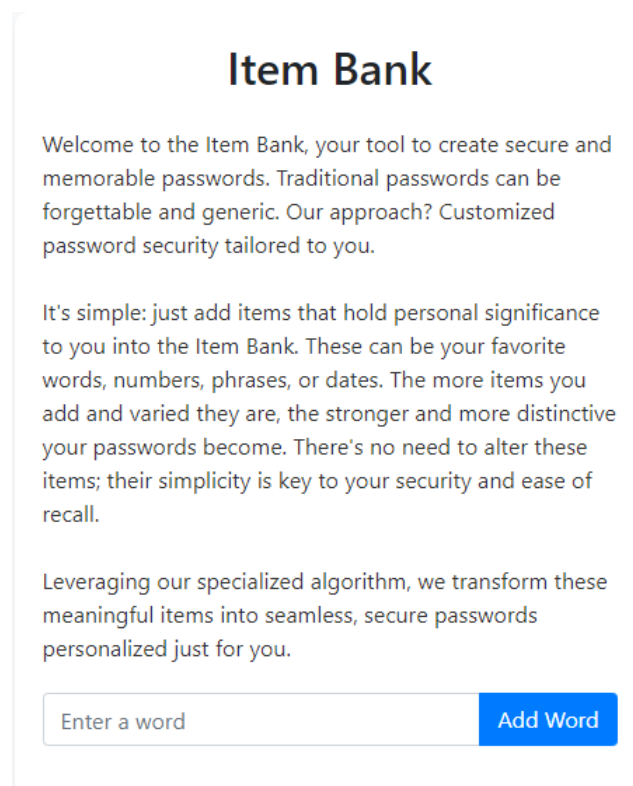 Item Bank
Welcome to the Item Bank, your tool to create secure and
memorable passwords. Traditional passwords can be
forgettable and generic. Our approach? Customized
password security tailored to you.
It's simple: just add items that hold personal significance
to you into the Item Bank. These can be your favorite
words, numbers, phrases, or dates. The more items you
add and varied they are, the stronger and more distinctive
your passwords become. There's no need to alter these
items; their simplicity is key to your security and ease of
recall.
Leveraging our specialized algorithm, we transform these
meaningful items into seamless, secure passwords
personalized just for you.
Enter a word Add Word